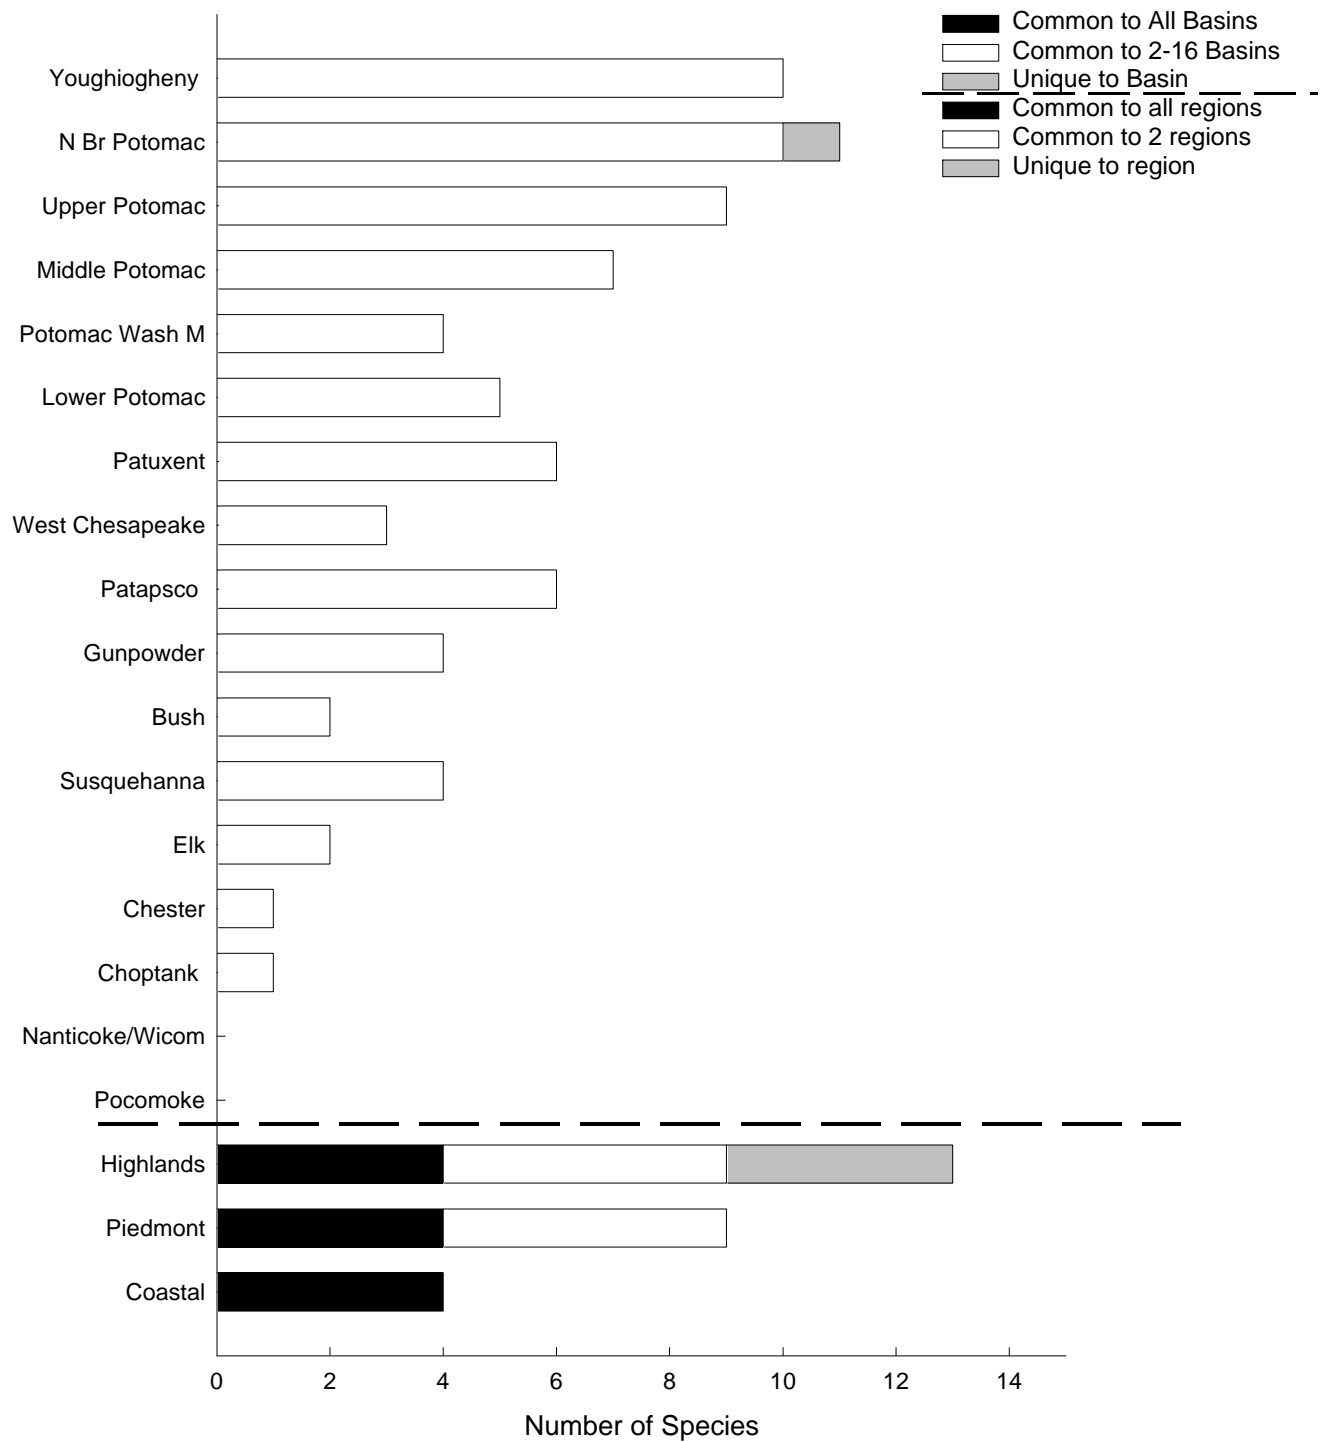 Common to All Basins
Common to 2-16 Basins
Unique to Basin
Common to all regions
Common to 2 regions
Unique to region
Youghiogheny
N Br Potomac
Upper Potomac
Middle Potomac
Potomac Wash M
Lower Potomac
Patuxent
West Chesapeake
Patapsco
Gunpowder
Bush
Susquehanna
Elk
Chester
Choptank
Nanticoke/Wicom
Pocomoke
Highlands
Piedmont
Coastal
0 2 4 6 8 10 12 14
Number of Species